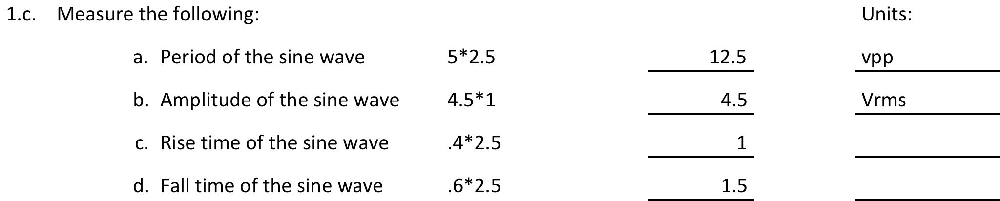 1.c. Measure the following: Units:
a. Period of the sine wave 5*2.5 12.5 vpp
b. Amplitude of the sine wave 4.5*1 4.5 Vrms
c. Rise time of the sine wave .4*2.5 1
d. Fall time of the sine wave .6*2.5 1.5